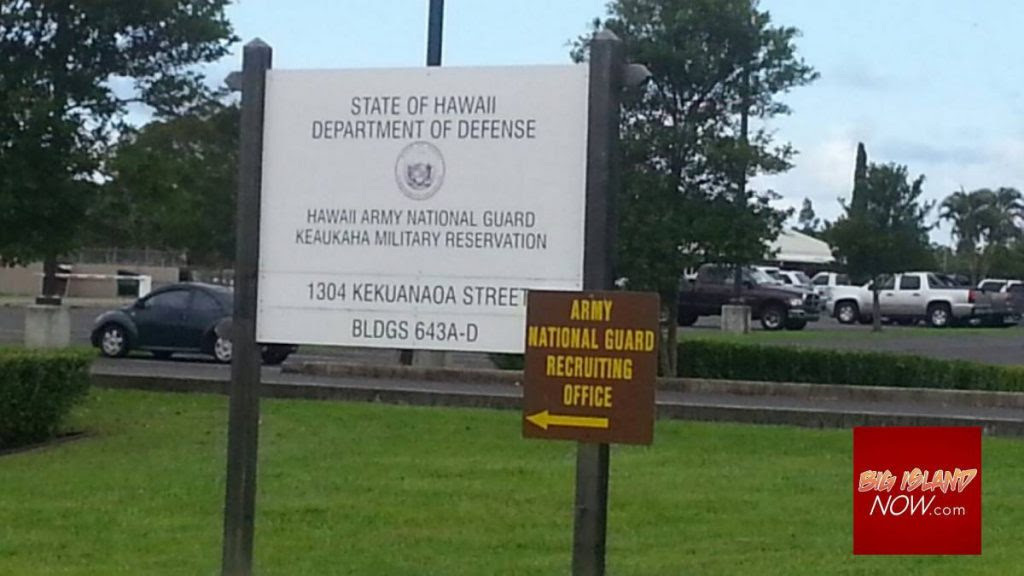 STATE OF HAWAII
DEPARTMENT OF DEFENSE
HAWAII ARMY NATIONAL GUARD
KEAUKAHA MILITARY RESERVATION
1304 KEKUANAOA STREET
BLDGS 643A-D
ARMY
NATIONAL GUARD
RECRUITING
OFFICE
BIG ISLAND
NOW.com